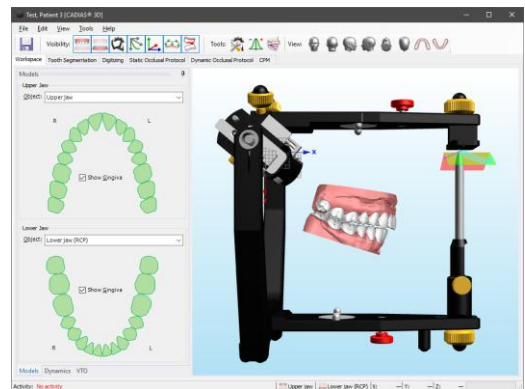 Test, Patient 3 [CADIAS® 3D]
File Edit View Tools Help
Visibility: Tools: View
Workspace Tooth Segmentation Digitizing Static Occlusal Protocol Dynamic Occlusal Protocol CPM
Models
Upper Jaw
Object: Upper jaw
R L
Show Gingiva
X
Lower Jaw
Object: Lower jaw (RCP)
Show Gingiva
R L
Models Dynamics VTO
Activity: No activity Upper jaw Lower jaw (RCP) X: — Y: — Z: —